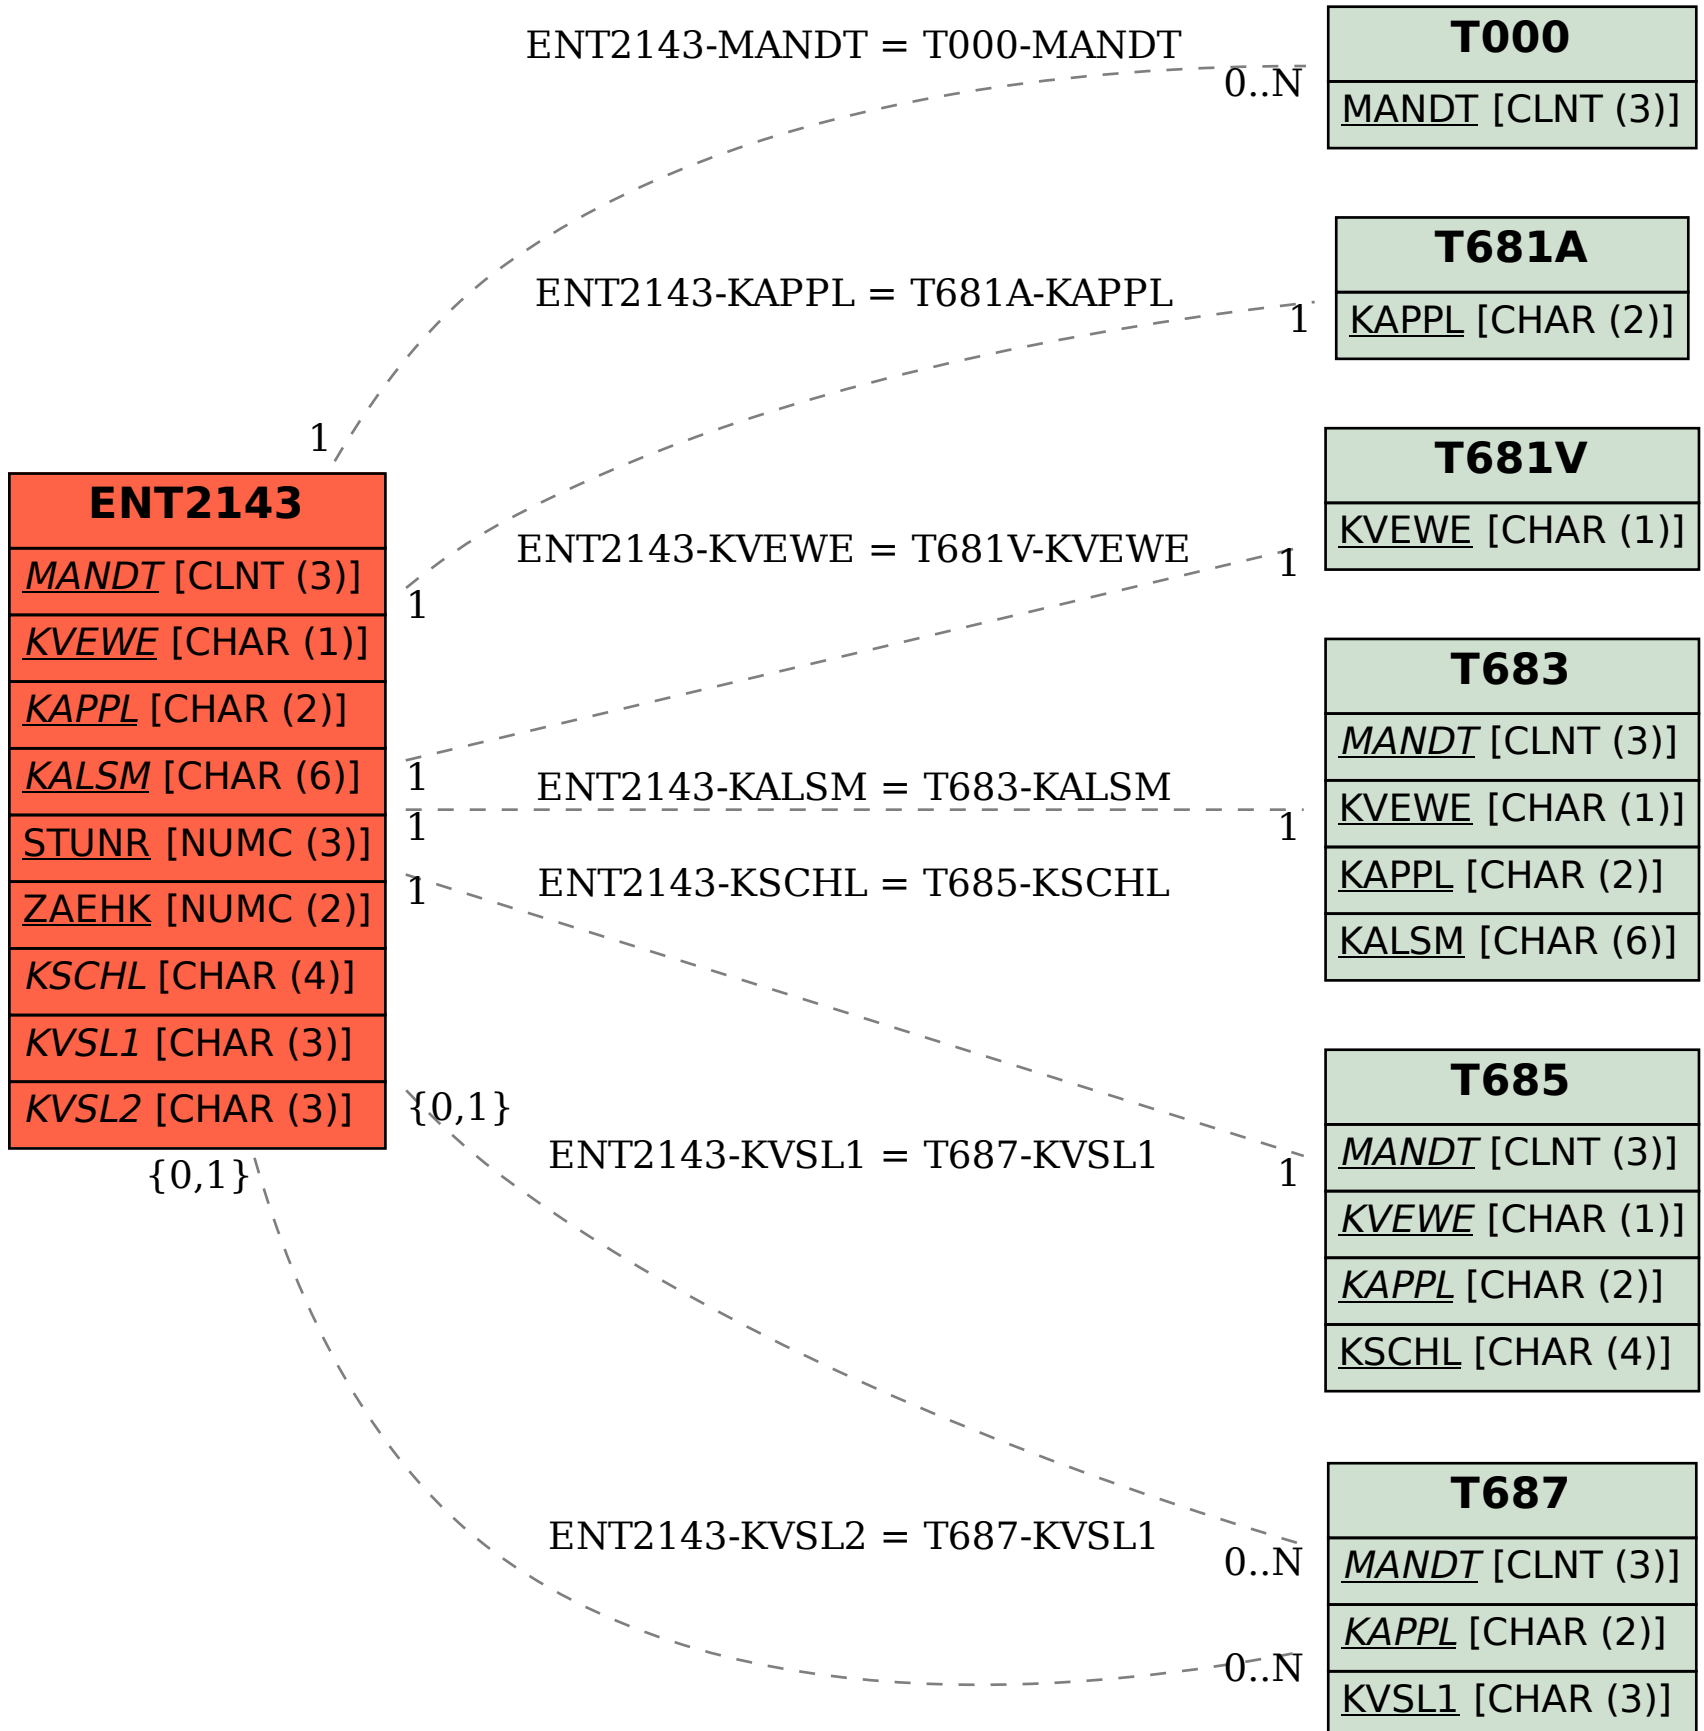 ENT2143-MANDT = T000-MANDT
0..N
T000
MANDT [CLNT (3)]
ENT2143-KAPPL = T681A-KAPPL
1
T681A
KAPPL [CHAR (2)]
1
ENT2143-KVEWE = T681V-KVEWE
1
T681V
KVEWE [CHAR (1)]
ENT2143
MANDT [CLNT (3)]
KVEWE [CHAR (1)]
KAPPL [CHAR (2)]
KALSM [CHAR (6)]
STUNR [NUMC (3)]
ZAEHK [NUMC (2)]
KSCHL [CHAR (4)]
KVSL1 [CHAR (3)]
KVSL2 [CHAR (3)]
1
1
ENT2143-KALSM = T683-KALSM
1
1
T683
MANDT [CLNT (3)]
KVEWE [CHAR (1)]
KAPPL [CHAR (2)]
KALSM [CHAR (6)]
1
ENT2143-KSCHL = T685-KSCHL
1
T685
MANDT [CLNT (3)]
KVEWE [CHAR (1)]
KAPPL [CHAR (2)]
KSCHL [CHAR (4)]
{0,1}
ENT2143-KVSL1 = T687-KVSL1
0..N
{0,1}
ENT2143-KVSL2 = T687-KVSL1
0..N
T687
MANDT [CLNT (3)]
KAPPL [CHAR (2)]
KVSL1 [CHAR (3)]